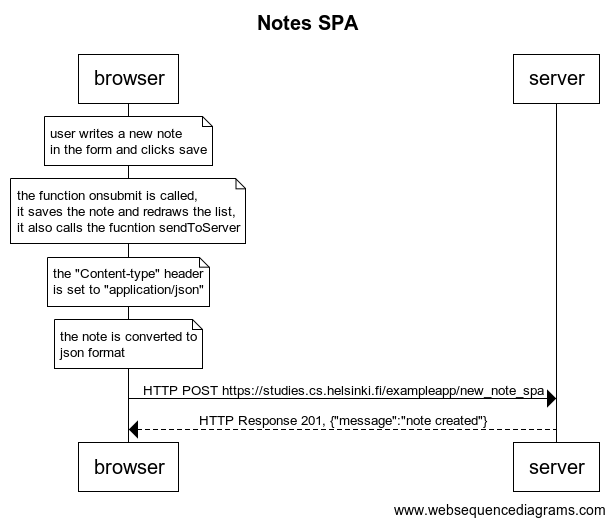 Notes SPA
browser
server
user writes a new note
in the form and clicks save
the function onsubmit is called,
it saves the note and redraws the list,
it also calls the fucntion sendToServer
the "Content-type" header
is set to "application/json"
the note is converted to
json format
HTTP POST https://studies.cs.helsinki.fi/exampleapp/new_note_spa
HTTP Response 201, {"message":"note created"}
browser
server
www.websequencediagrams.com